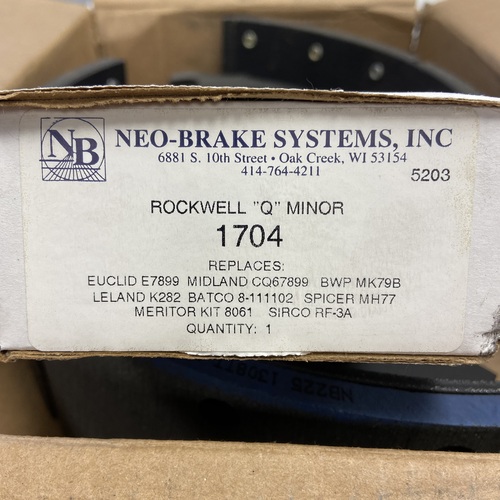 NB
NEO-BRAKE SYSTEMS, INC
6881 S. 10th Street • Oak Creek, WI 53154
414-764-4211
5203
ROCKWELL "Q" MINOR
1704
REPLACES:
EUCLID E7899 MIDLAND CQ67899 BWP MK79B
LELAND K282 BATCO 8-111102 SPICER MH77
MERITOR KIT 8061 SIRCO RF-3A
QUANTITY: 1
NB225